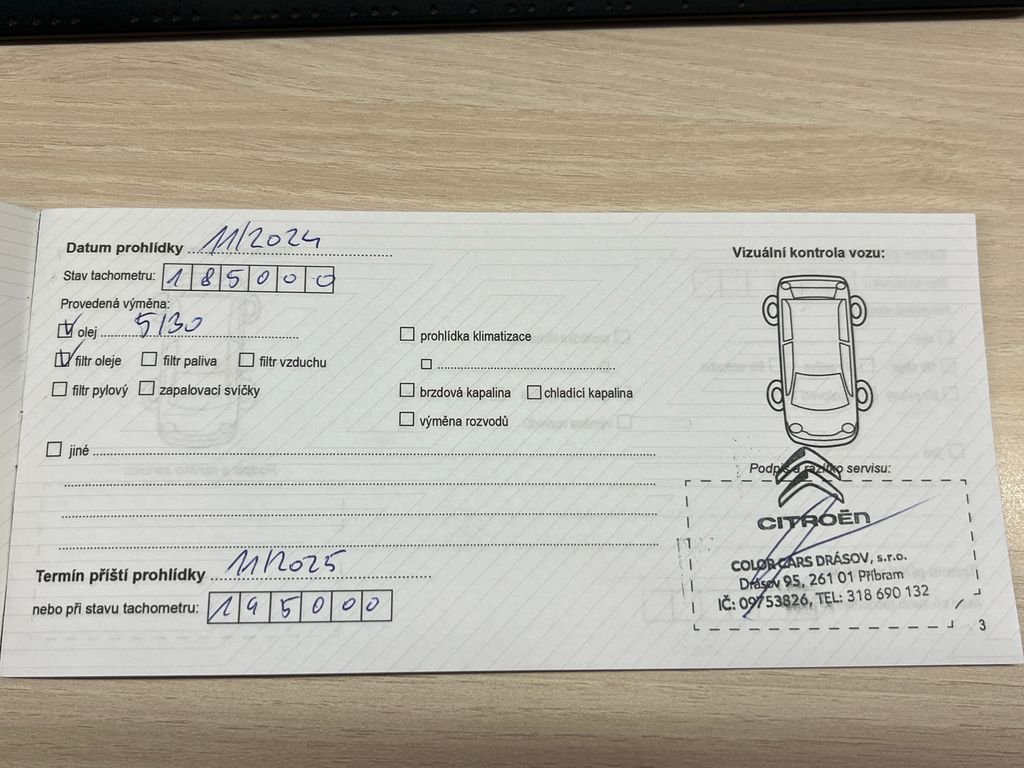 Datum prohlídky 11/2024
Stav tachometru: 185000
Provedená výměna:
olej 5/30
filtr oleje filtr paliva filtr vzduchu
filtr pylový zapalovací svíčky
prohlídka klimatizace
brzdová kapalina chladící kapalina
výměna rozvodů
jiné
Termín příští prohlídky 11/2025
nebo při stavu tachometru: 195000
Vizuální kontrola vozu:
Podpis a razítko servisu:
CITROËN
COLOR CARS DRÁSOV, s.r.o.
Drásov 95, 261 01 Příbram
IČ: 09753826, TEL: 318 690 132
3